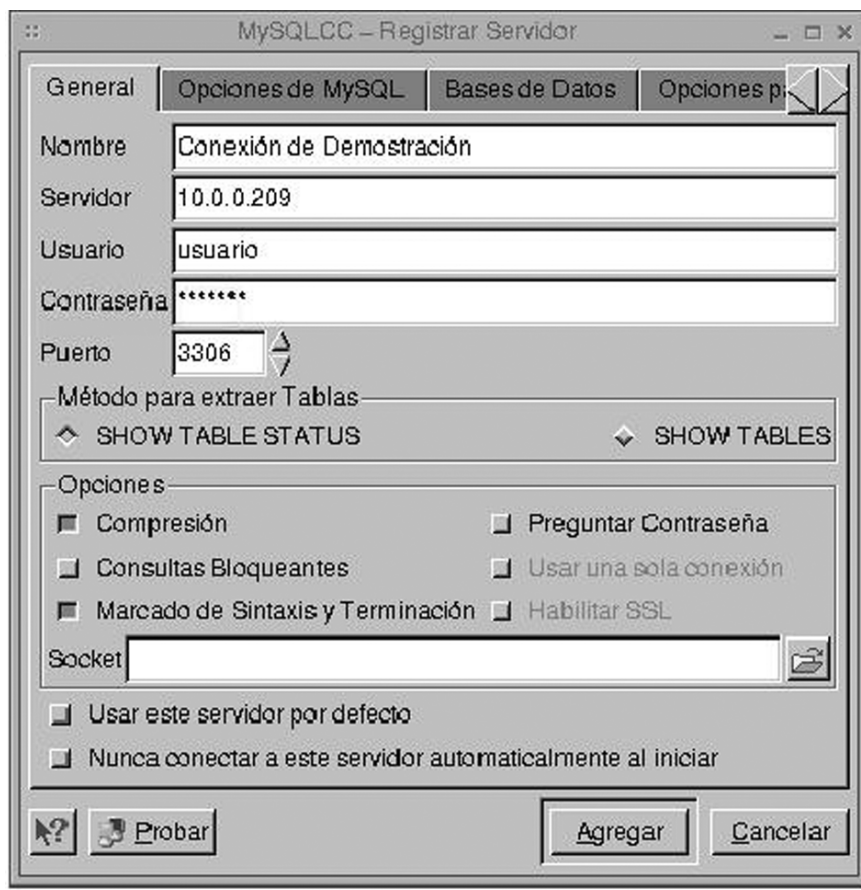 MySQLCC – Registrar Servidor
General
Opciones de MySQL
Bases de Datos
Opciones p
Nombre
Conexión de Demostración
Servidor
10.0.0.209
Usuario
usuario
Contraseña
*******
Puerto
3306
Método para extraer Tablas
SHOW TABLE STATUS
SHOW TABLES
Opciones
Compresión
Preguntar Contraseña
Consultas Bloqueantes
Usar una sola conexión
Marcado de Sintaxis y Terminación
Habilitar SSL
Socket
Usar este servidor por defecto
Nunca conectar a este servidor automaticalmente al iniciar
?
Probar
Agregar
Cancelar